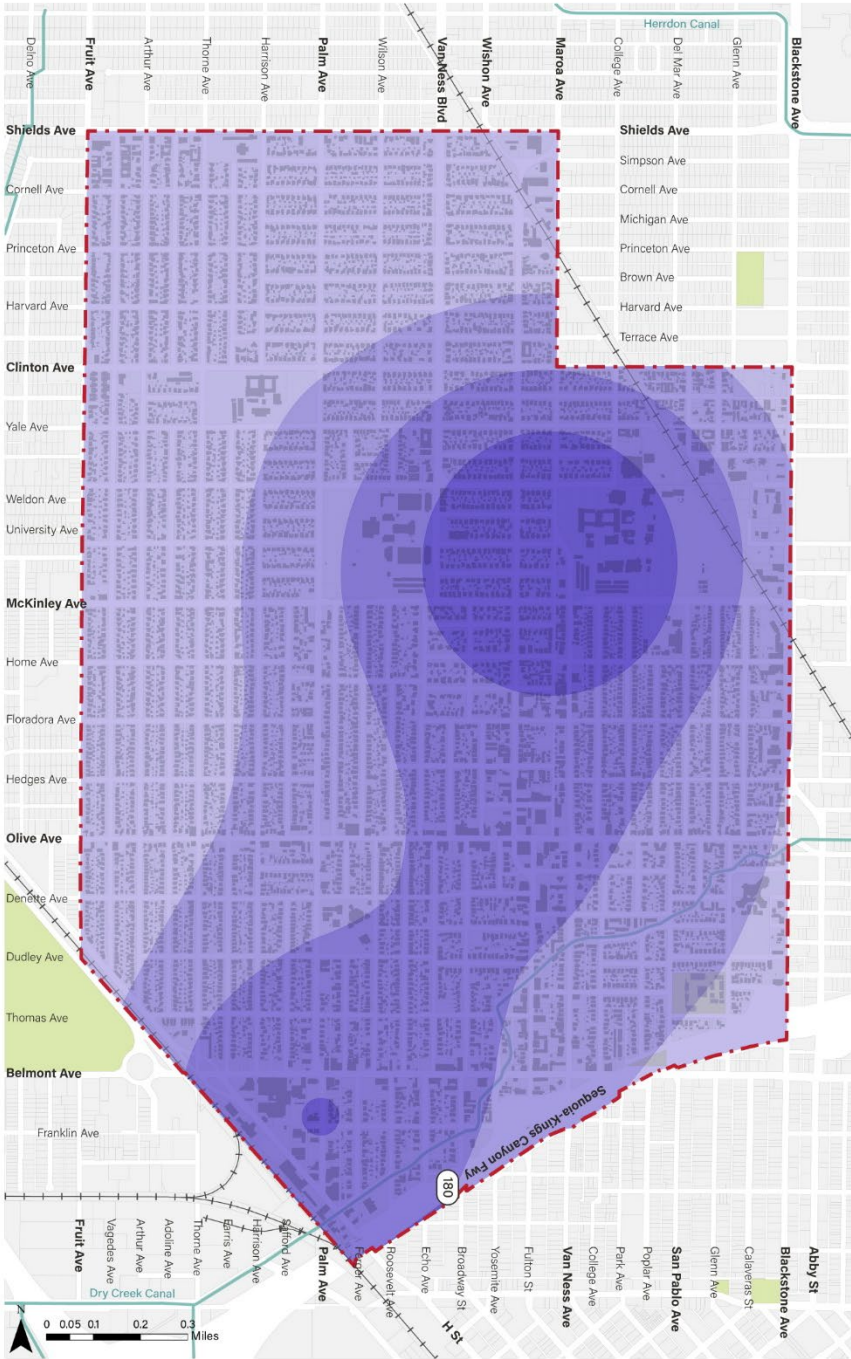 Herrdon Canal
Delno Ave
Fruit Ave
Arthur Ave
Thorne Ave
Harrison Ave
Palm Ave
Wilson Ave
Van Ness Blvd
Wishon Ave
Maroa Ave
College Ave
Del Mar Ave
Glenn Ave
Blackstone Ave
Shields Ave
Shields Ave
Simpson Ave
Cornell Ave
Cornell Ave
Michigan Ave
Princeton Ave
Princeton Ave
Brown Ave
Harvard Ave
Harvard Ave
Terrace Ave
Clinton Ave
Yale Ave
Weldon Ave
University Ave
McKinley Ave
Home Ave
Floradora Ave
Hedges Ave
Olive Ave
Denette Ave
Dudley Ave
Thomas Ave
Belmont Ave
Franklin Ave
Sequoia-Kings Canyon Fwy
180
Fruit Ave
Vagedes Ave
Arthur Ave
Adoline Ave
Thorne Ave
Farris Ave
Harrison Ave
Safford Ave
Palm Ave
Ferger Ave
Roosevelt Ave
Echo Ave
Broadway St
Yosemite Ave
Fulton St
Van Ness Ave
College Ave
Park Ave
Poplar Ave
San Pablo Ave
Glenn Ave
Calaveras St
Blackstone Ave
Abby St
Dry Creek Canal
H St
N
0 0.05 0.1 0.2 0.3
Miles